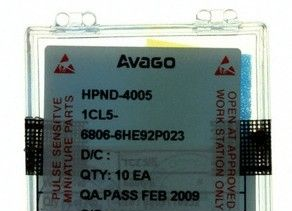 AVAGO
HPND-4005
1CL5-
6806-6HE92P023
D/C :
QTY: 10 EA
QA.PASS FEB 2009
PULSE SENSITIVE
MINIATURE PARTS
OPEN AT APPROVED
WORK STATION ONLY